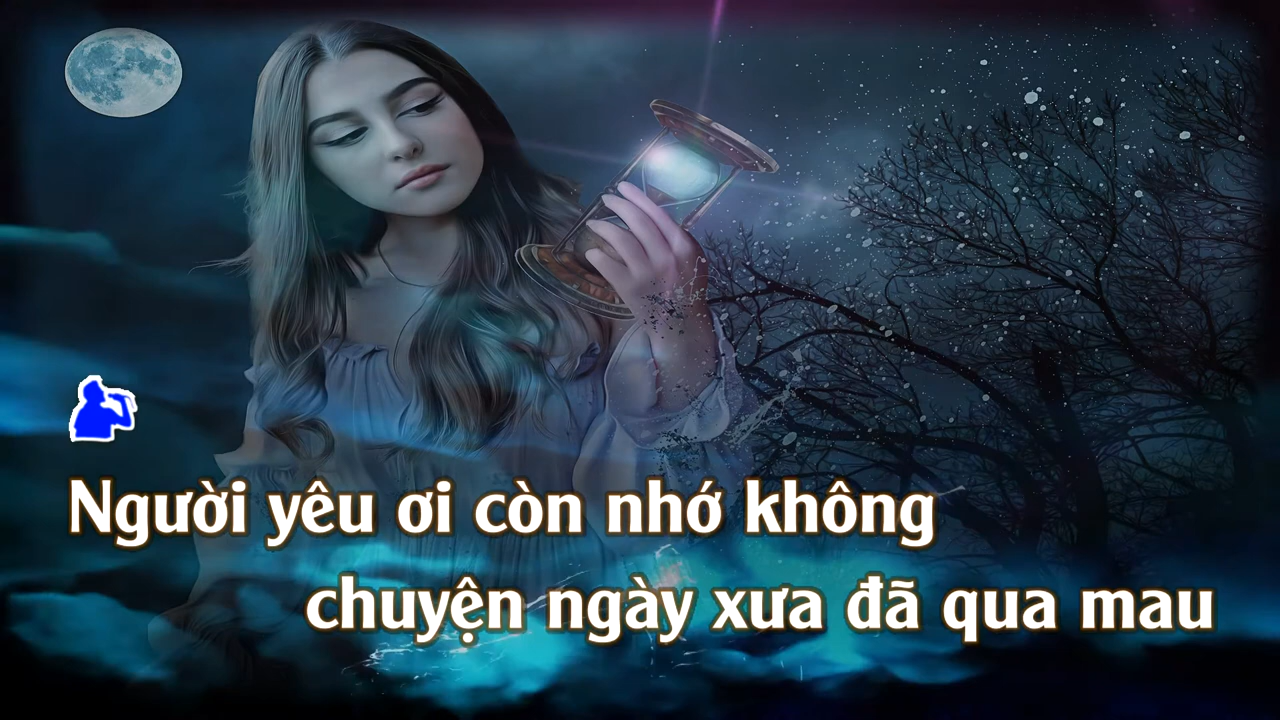 Người yêu ơi còn nhớ không
chuyện ngày xưa đã qua mau